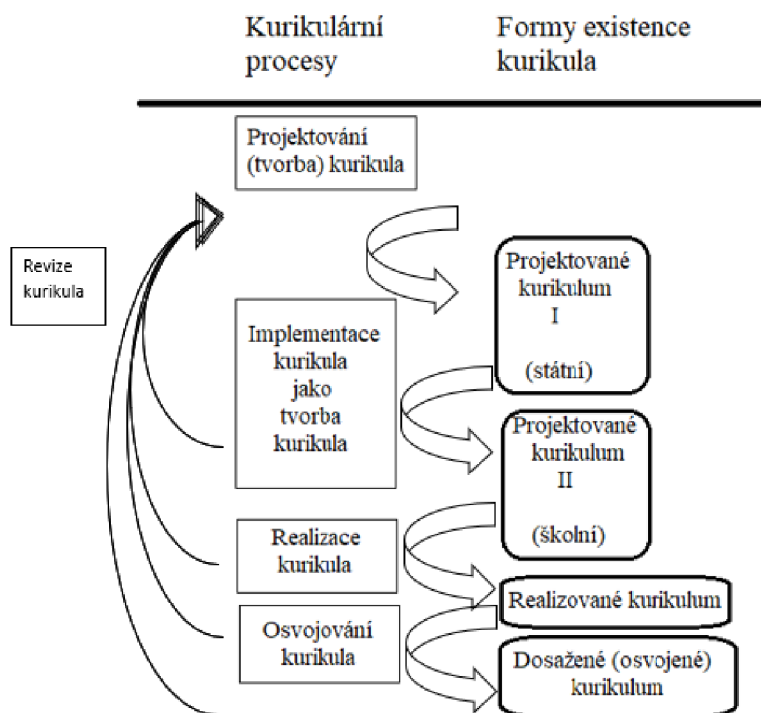 Kurikulární
procesy
Formy existence
kurikula
Projektování
(tvorba) kurikula
Revize
kurikula
Projektované
kurikulum
I
(státní)
Implementace
kurikula
jako
tvorba
kurikula
Projektované
kurikulum
II
(školní)
Realizace
kurikula
Realizované kurikulum
Osvojování
kurikula
Dosažené (osvojené)
kurikulum